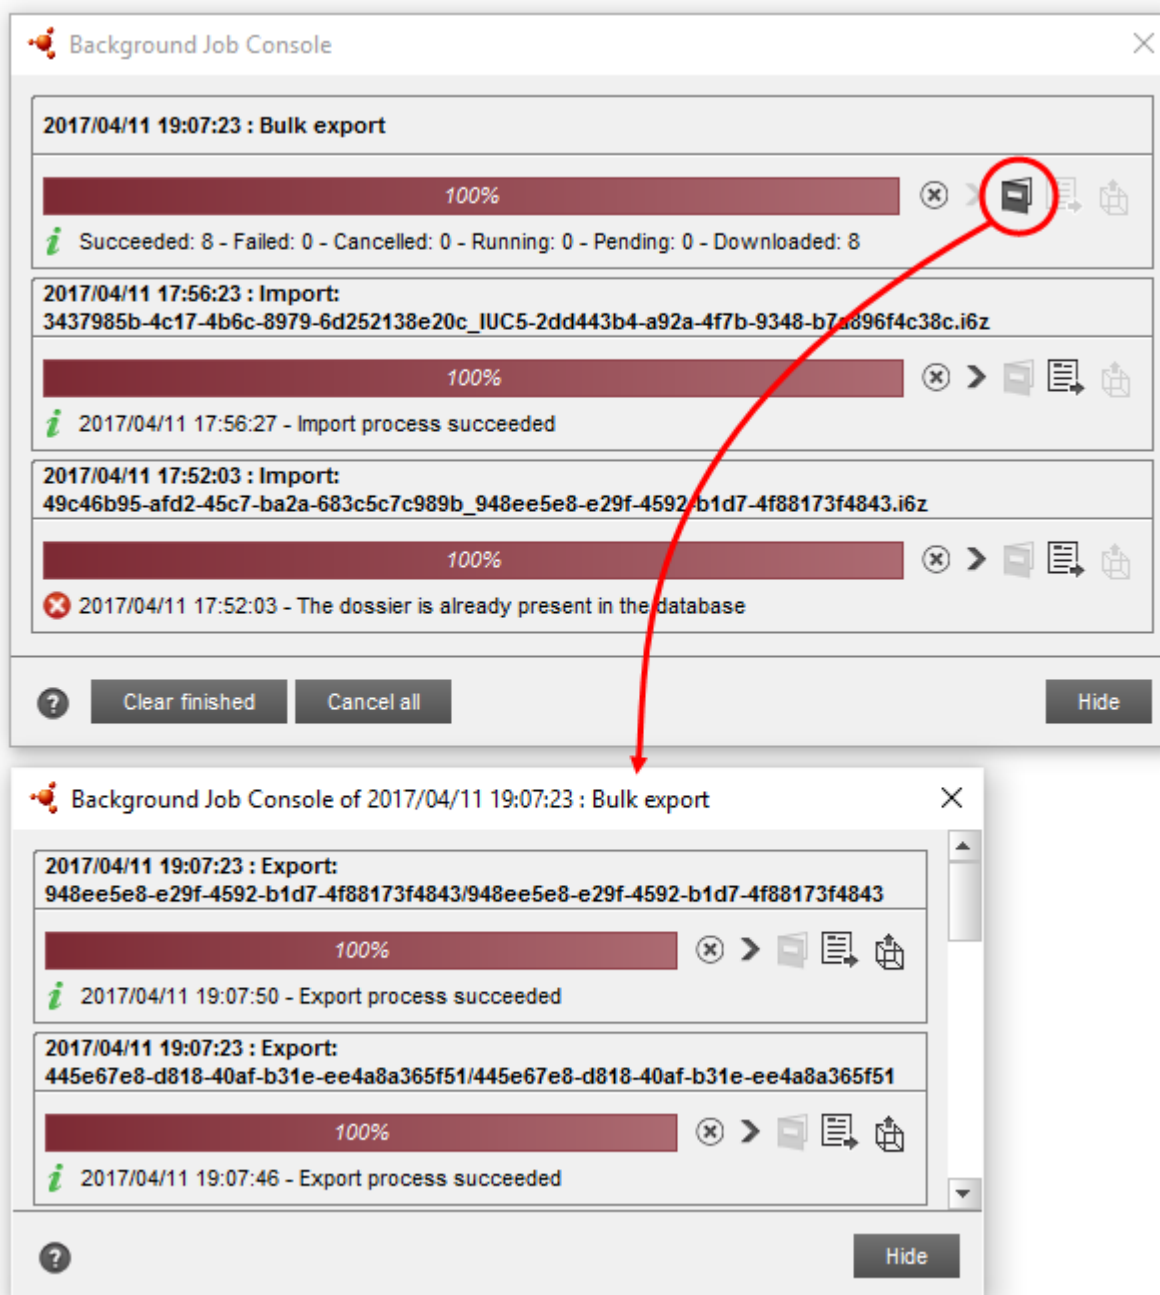 Background Job Console
2017/04/11 19:07:23 : Bulk export
100%
Succeeded: 8 - Failed: 0 - Cancelled: 0 - Running: 0 - Pending: 0 - Downloaded: 8
2017/04/11 17:56:23 : Import:
3437985b-4c17-4b6c-8979-6d252138e20c_IUC5-2dd443b4-a92a-4f7b-9348-b7a896f4c38c.i6z
100%
2017/04/11 17:56:27 - Import process succeeded
2017/04/11 17:52:03 : Import:
49c46b95-afd2-45c7-ba2a-683c5c7c989b_948ee5e8-e29f-4592-b1d7-4f88173f4843.i6z
100%
2017/04/11 17:52:03 - The dossier is already present in the database
Clear finished
Cancel all
Hide
Background Job Console of 2017/04/11 19:07:23 : Bulk export
2017/04/11 19:07:23 : Export:
948ee5e8-e29f-4592-b1d7-4f88173f4843/948ee5e8-e29f-4592-b1d7-4f88173f4843
100%
2017/04/11 19:07:50 - Export process succeeded
2017/04/11 19:07:23 : Export:
445e67e8-d818-40af-b31e-ee4a8a365f51/445e67e8-d818-40af-b31e-ee4a8a365f51
100%
2017/04/11 19:07:46 - Export process succeeded
Hide